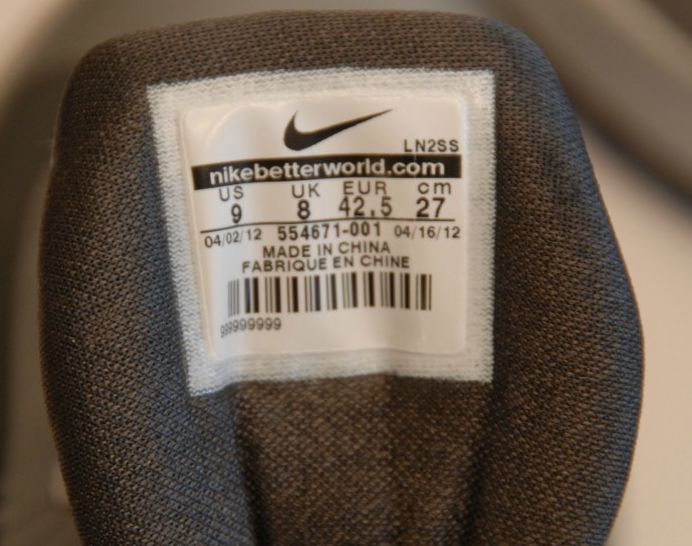 LN2SS
nikebetterworld.com
US UK EUR cm
9 8 42.5 27
04/02/12 554671-001 04/16/12
MADE IN CHINA
FABRIQUE EN CHINE
999999999